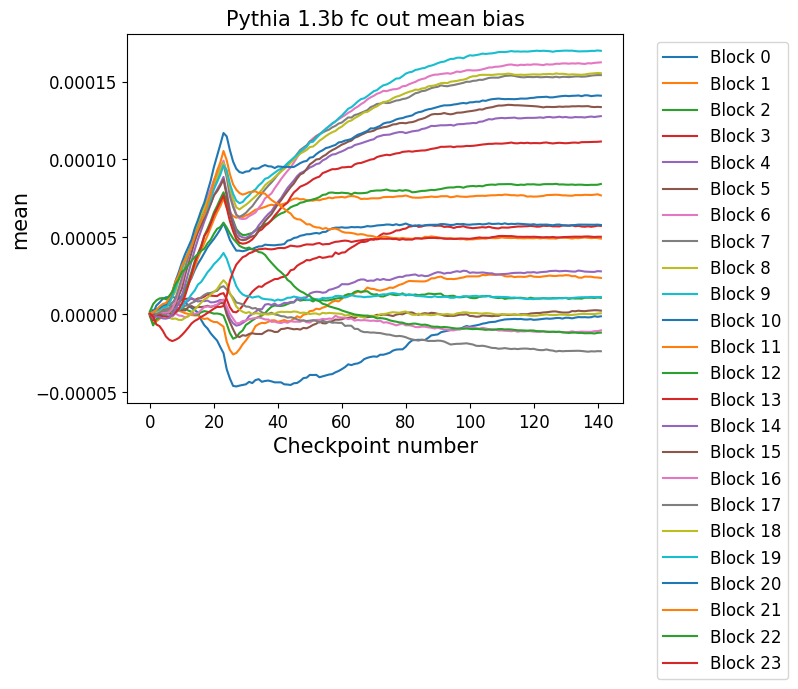 Pythia 1.3b fc out mean bias
mean
0.00015
0.00010
0.00005
0.00000
−0.00005
0 20 40 60 80 100 120 140
Checkpoint number
Block 0
Block 1
Block 2
Block 3
Block 4
Block 5
Block 6
Block 7
Block 8
Block 9
Block 10
Block 11
Block 12
Block 13
Block 14
Block 15
Block 16
Block 17
Block 18
Block 19
Block 20
Block 21
Block 22
Block 23